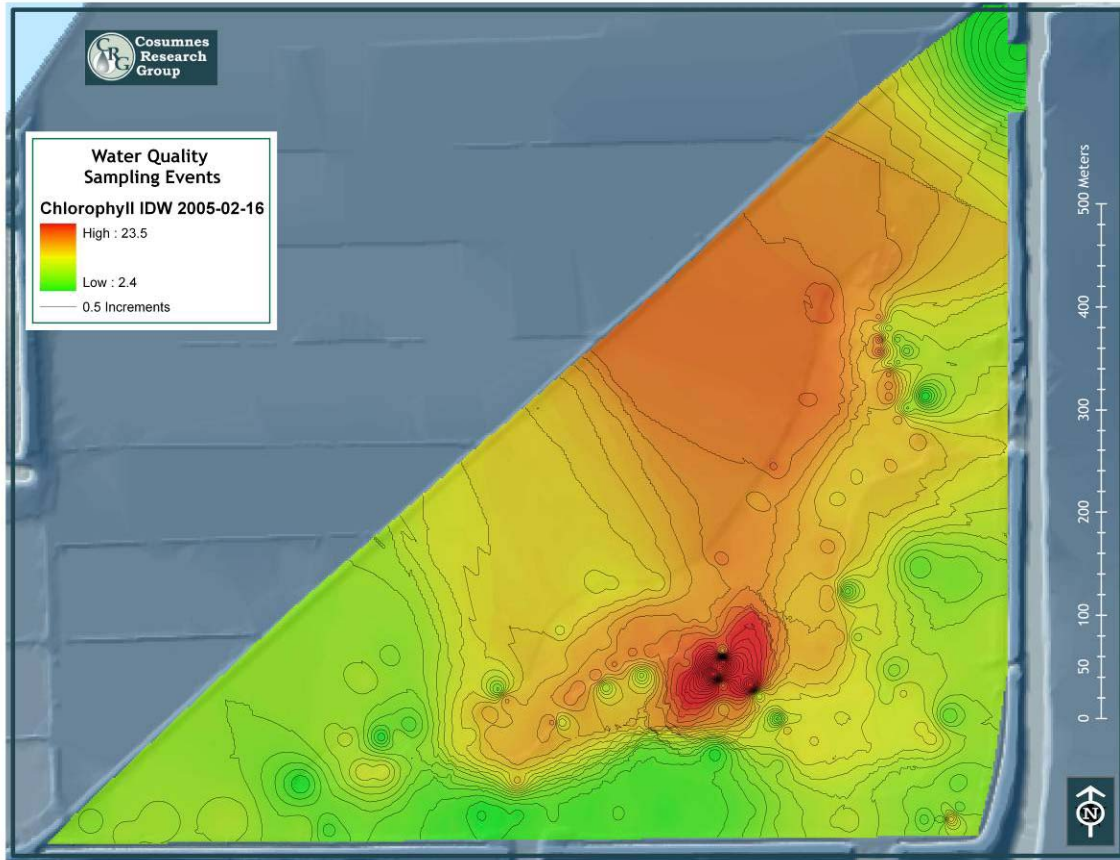 CRG
Cosumnes
Research
Group
Water Quality
Sampling Events
Chlorophyll IDW 2005-02-16
High : 23.5
Low : 2.4
0.5 Increments
500 Meters
400
300
200
100
50
0
N